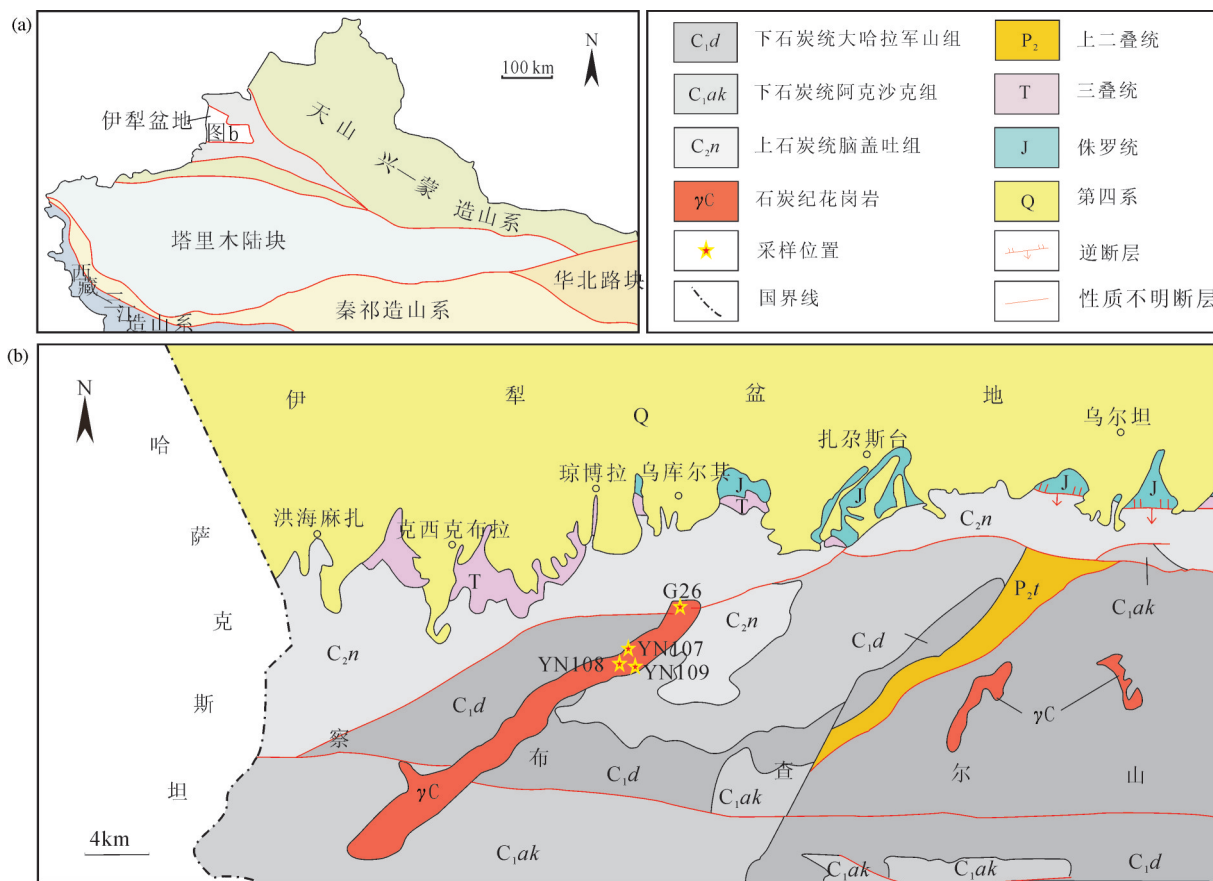 (a)
N
100 km
伊犁盆地
图b
天山
兴一蒙
造山系
塔里木陆块
华北路块
西藏
三江
造山系
秦祁造山系
C₁d 下石炭统大哈拉军山组
C₁ak 下石炭统阿克沙克组
C₂n 上石炭统脑盖吐组
γC 石炭纪花岗岩
采样位置
国界线
P₂ 上二叠统
T 三叠统
J 侏罗统
Q 第四系
逆断层
性质不明断层
(b)
N
伊犁盆地
Q
乌尔坦
扎尕斯台
琼博拉
乌库尔其
洪海麻扎
克西克布拉
哈萨克斯坦
J
J
J
J
T
T
C₂n
C₂n
C₂n
G26
YN107
YN108
YN109
P₂t
C₁d
C₁ak
C₁d
γC
察布查尔山
C₁d
C₁ak
γC
4km
C₁ak
C₁ak
C₁ak
C₁d